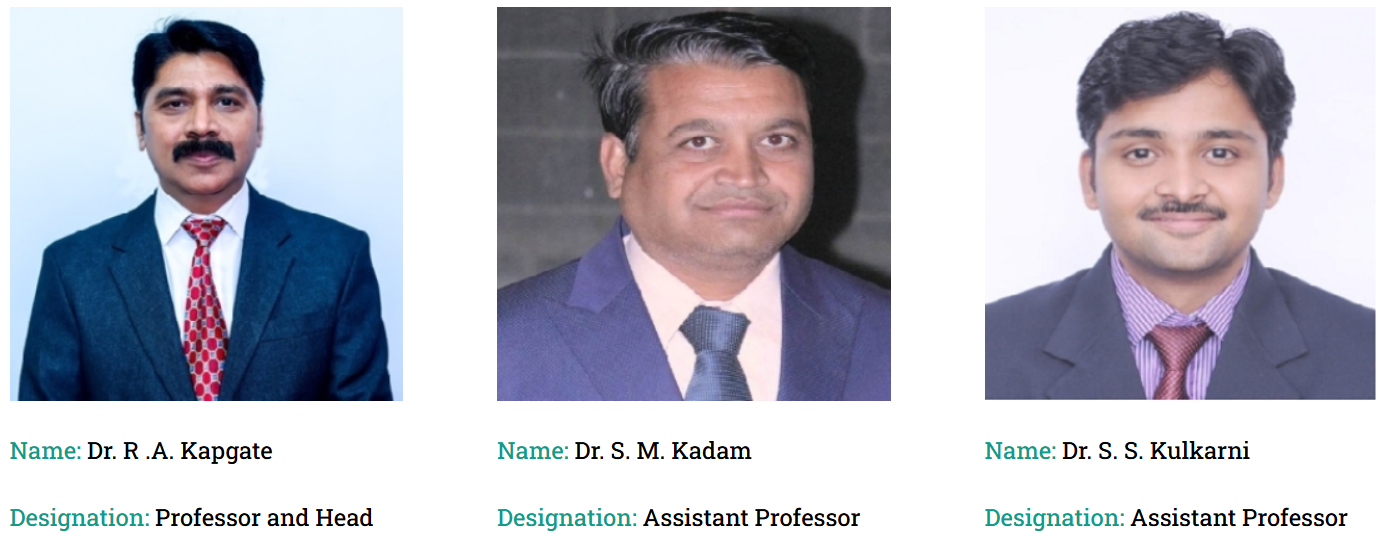 Name: Dr. R .A. Kapgate
Name: Dr. S. M. Kadam
Name: Dr. S. S. Kulkarni
Designation: Professor and Head
Designation: Assistant Professor
Designation: Assistant Professor